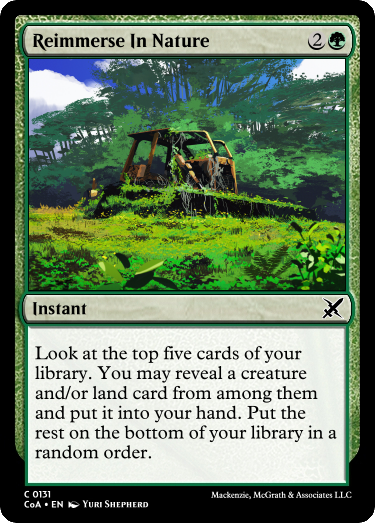 Reimmerse In Nature 2
Instant
Look at the top five cards of your
library. You may reveal a creature
and/or land card from among them
and put it into your hand. Put the
rest on the bottom of your library in a
random order.
C 0131
CoA • EN Yuri Shepherd
Mackenzie, McGrath & Associates LLC